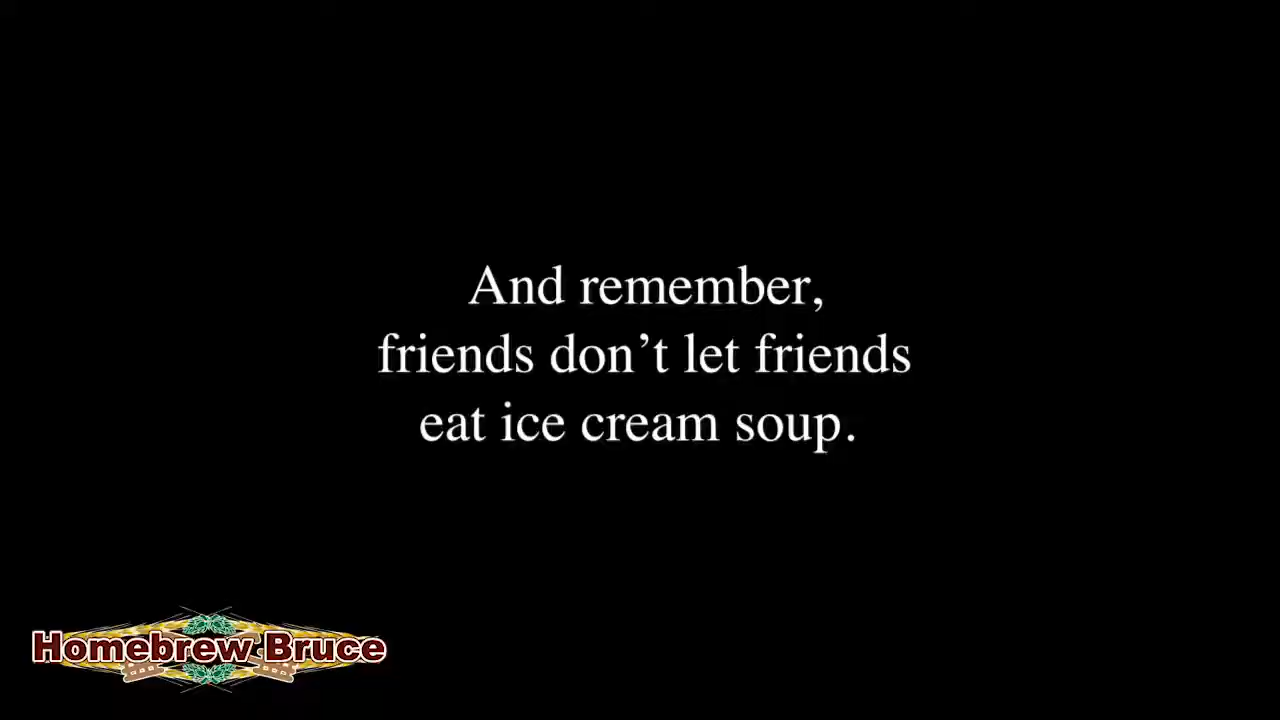 And remember,
friends don’t let friends
eat ice cream soup.
Homebrew Bruce